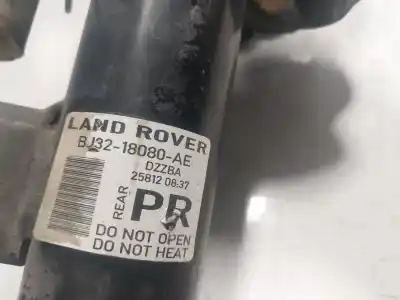 LAND ROVER
BJ32-18080-AE
DZZBA
25812 08:37
REAR
PR
DO NOT OPEN
DO NOT HEAT